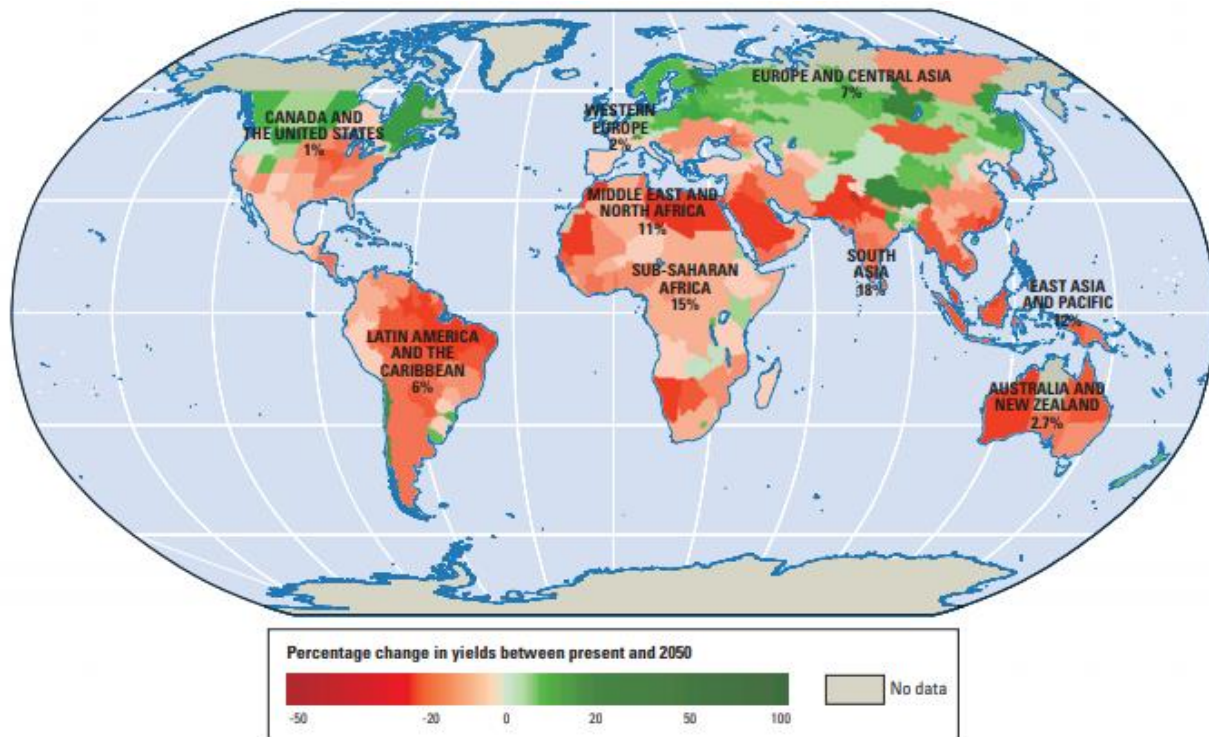 EUROPE AND CENTRAL ASIA
7%
CANADA AND
THE UNITED STATES
1%
WESTERN
EUROPE
2%
MIDDLE EAST AND
NORTH AFRICA
11%
SUB-SAHARAN
AFRICA
15%
SOUTH
ASIA
18%
EAST ASIA
AND PACIFIC
12%
LATIN AMERICA
AND THE
CARIBBEAN
6%
AUSTRALIA AND
NEW ZEALAND
2.7%
Percentage change in yields between present and 2050
No data
-50 -20 0 20 50 100